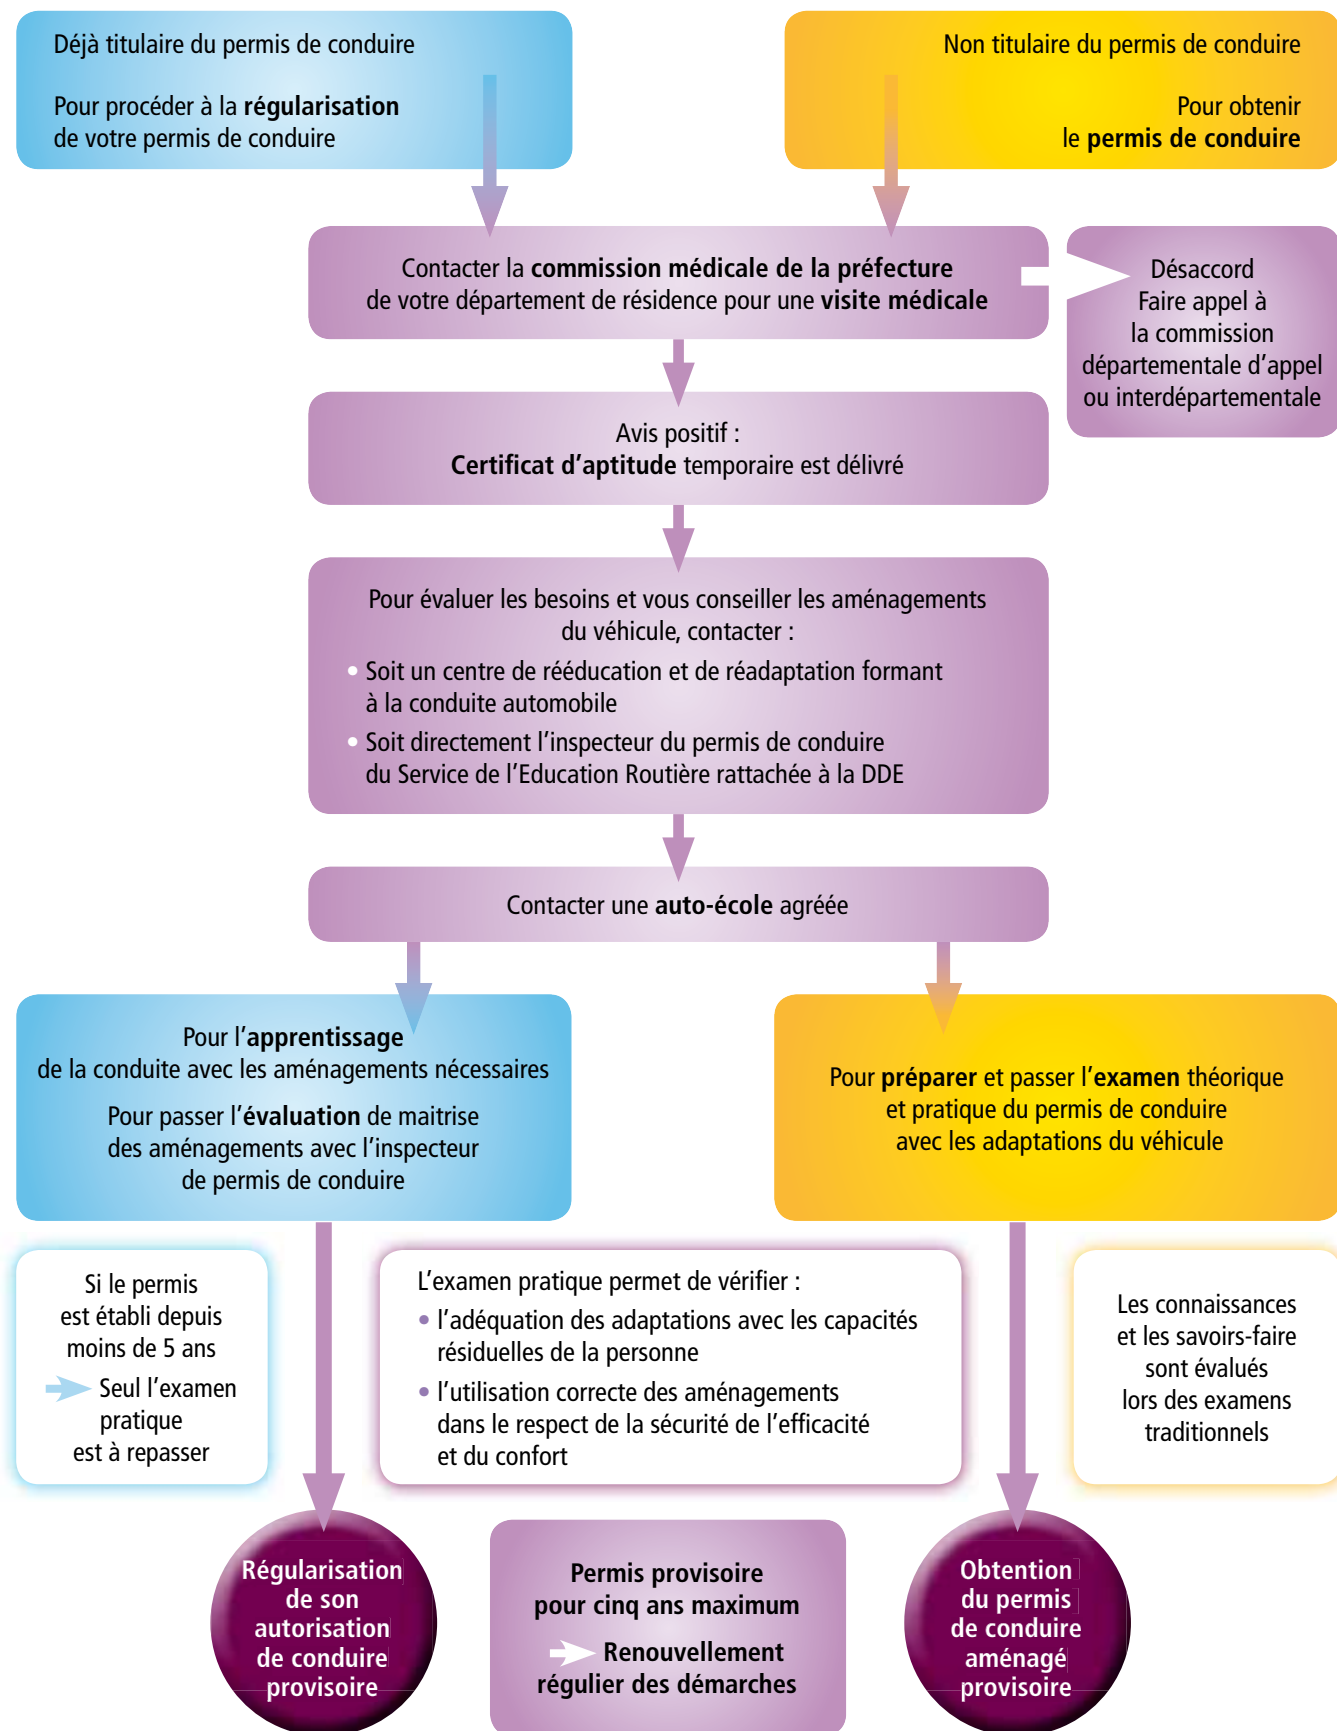 Déjà titulaire du permis de conduire
Pour procéder à la régularisation
de votre permis de conduire
Non titulaire du permis de conduire
Pour obtenir
le permis de conduire
Contacter la commission médicale de la préfecture
de votre département de résidence pour une visite médicale
Désaccord
Faire appel à
la commission
départementale d'appel
ou interdépartementale
Avis positif :
Certificat d'aptitude temporaire est délivré
Pour évaluer les besoins et vous conseiller les aménagements
du véhicule, contacter :
• Soit un centre de rééducation et de réadaptation formant
à la conduite automobile
• Soit directement l'inspecteur du permis de conduire
du Service de l'Education Routière rattachée à la DDE
Contacter une auto-école agréée
Pour l'apprentissage
de la conduite avec les aménagements nécessaires
Pour passer l'évaluation de maitrise
des aménagements avec l'inspecteur
de permis de conduire
Pour préparer et passer l'examen théorique
et pratique du permis de conduire
avec les adaptations du véhicule
Si le permis
est établi depuis
moins de 5 ans
Seul l'examen
pratique
est à repasser
L'examen pratique permet de vérifier :
• l'adéquation des adaptations avec les capacités
résiduelles de la personne
• l'utilisation correcte des aménagements
dans le respect de la sécurité de l'efficacité
et du confort
Les connaissances
et les savoirs-faire
sont évalués
lors des examens
traditionnels
Régularisation
de son
autorisation
de conduire
provisoire
Permis provisoire
pour cinq ans maximum
Renouvellement
régulier des démarches
Obtention
du permis
de conduire
aménagé
provisoire